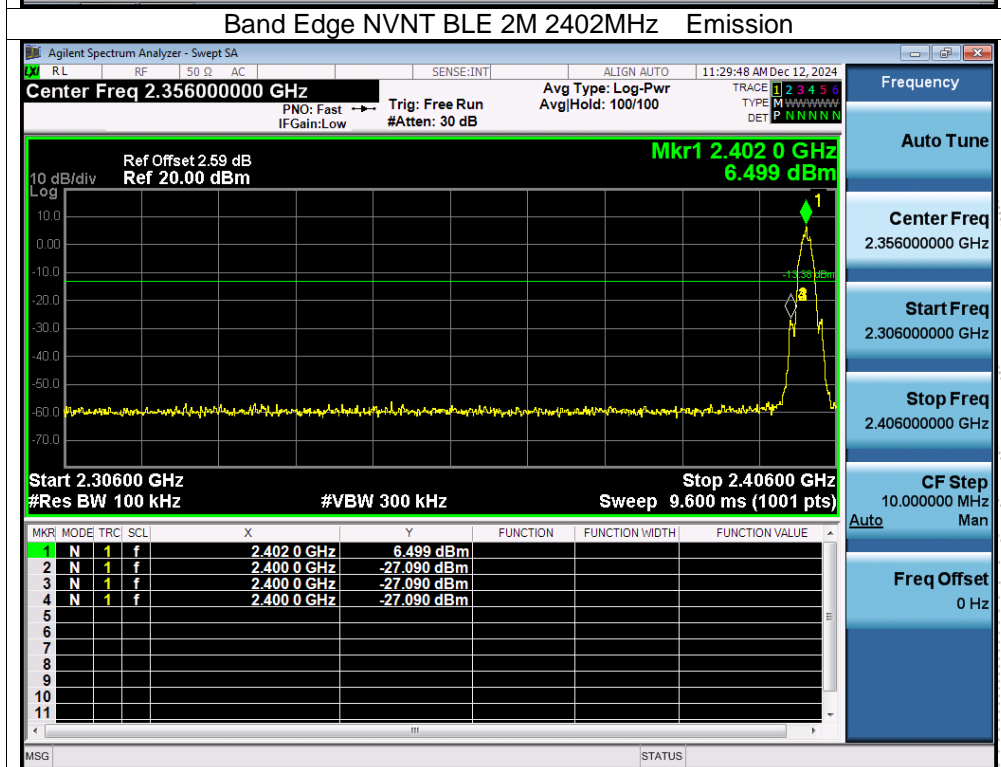 Band Edge NVNT BLE 2M 2402MHz Emission
Agilent Spectrum Analyzer - Swept SA
LXI RL RF 50 Ω AC SENSE:INT ALIGN AUTO 11:29:48 AM Dec 12, 2024
Center Freq 2.356000000 GHz
PNO: Fast
IFGain:Low
Trig: Free Run
#Atten: 30 dB
Avg Type: Log-Pwr
Avg|Hold: 100/100
TRACE 1 2 3 4 5 6
TYPE M WWWWW
DET P N N N N N
Ref Offset 2.59 dB
Ref 20.00 dBm
10 dB/div
Log
Mkr1 2.402 0 GHz
6.499 dBm
10.0
0.00
-10.0
-20.0
-30.0
-40.0
-50.0
-60.0
-70.0
1
-13.38 dBm
Start 2.30600 GHz
#Res BW 100 kHz
#VBW 300 kHz
Stop 2.40600 GHz
Sweep 9.600 ms (1001 pts)
MKR MODE TRC SCL X Y FUNCTION FUNCTION WIDTH FUNCTION VALUE
1 N 1 f 2.402 0 GHz 6.499 dBm
2 N 1 f 2.400 0 GHz -27.090 dBm
3 N 1 f 2.400 0 GHz -27.090 dBm
4 N 1 f 2.400 0 GHz -27.090 dBm
5
6
7
8
9
10
11
MSG STATUS
Frequency
Auto Tune
Center Freq
2.356000000 GHz
Start Freq
2.306000000 GHz
Stop Freq
2.406000000 GHz
CF Step
10.000000 MHz
Auto Man
Freq Offset
0 Hz